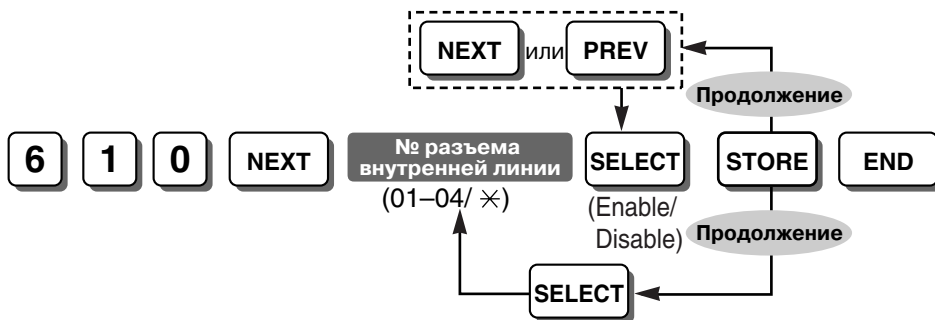 NEXT или PREV
Продолжение
6 1 0 NEXT № разъема внутренней линии SELECT STORE END
(01–04/ ✳)
(Enable/
Disable)
Продолжение
SELECT